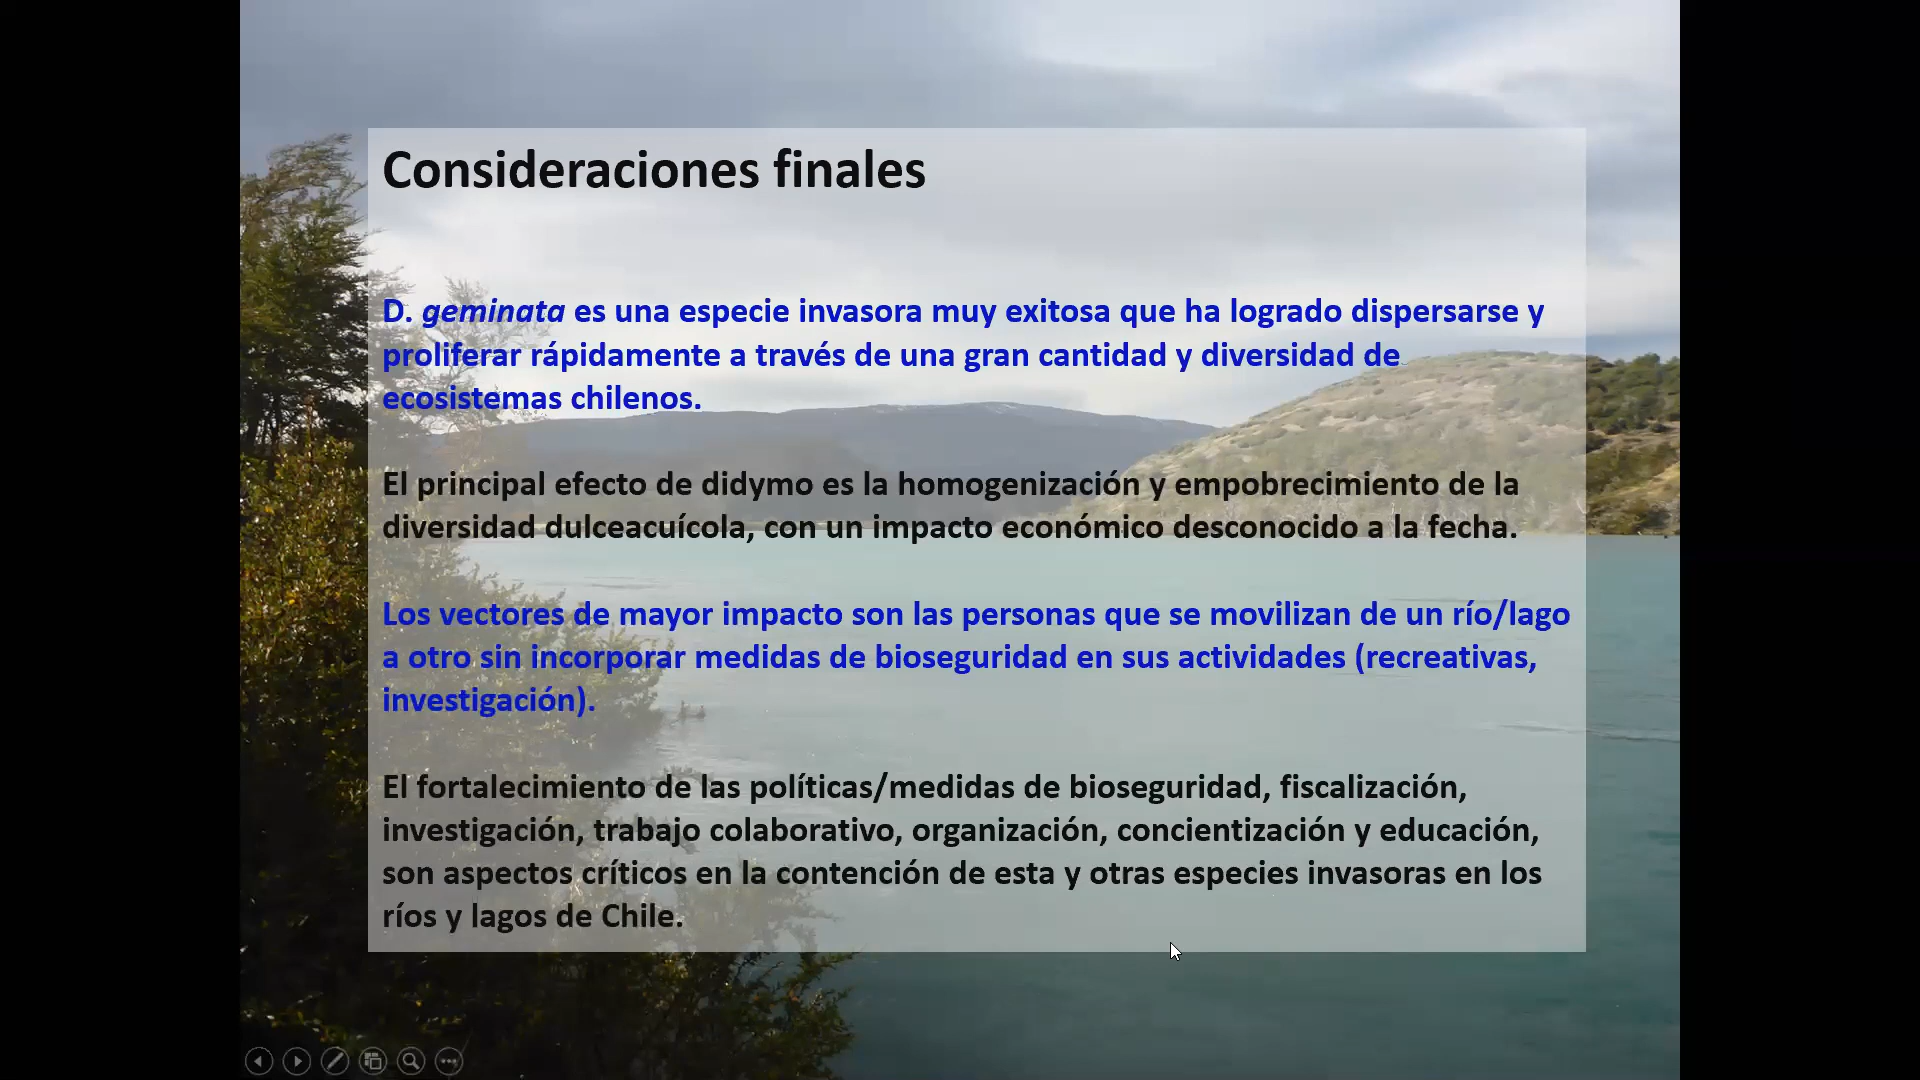 Consideraciones finales
D. geminata es una especie invasora muy exitosa que ha logrado dispersarse y
proliferar rápidamente a través de una gran cantidad y diversidad de
ecosistemas chilenos.
El principal efecto de didymo es la homogenización y empobrecimiento de la
diversidad dulceacuícola, con un impacto económico desconocido a la fecha.
Los vectores de mayor impacto son las personas que se movilizan de un río/lago
a otro sin incorporar medidas de bioseguridad en sus actividades (recreativas,
investigación).
El fortalecimiento de las políticas/medidas de bioseguridad, fiscalización,
investigación, trabajo colaborativo, organización, concientización y educación,
son aspectos críticos en la contención de esta y otras especies invasoras en los
ríos y lagos de Chile.